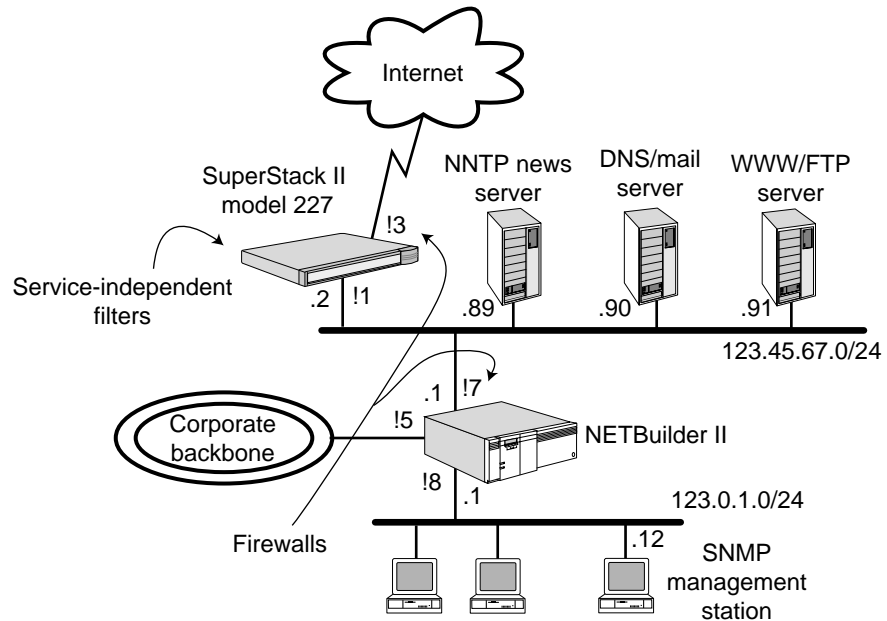 Internet
SuperStack II
model 227
NNTP news
server
DNS/mail
server
WWW/FTP
server
!3
Service-independent
filters
.2
!1
.89
.90
.91
123.45.67.0/24
.1
!7
Corporate
backbone
!5
NETBuilder II
!8
.1
123.0.1.0/24
Firewalls
.12
SNMP
management
station